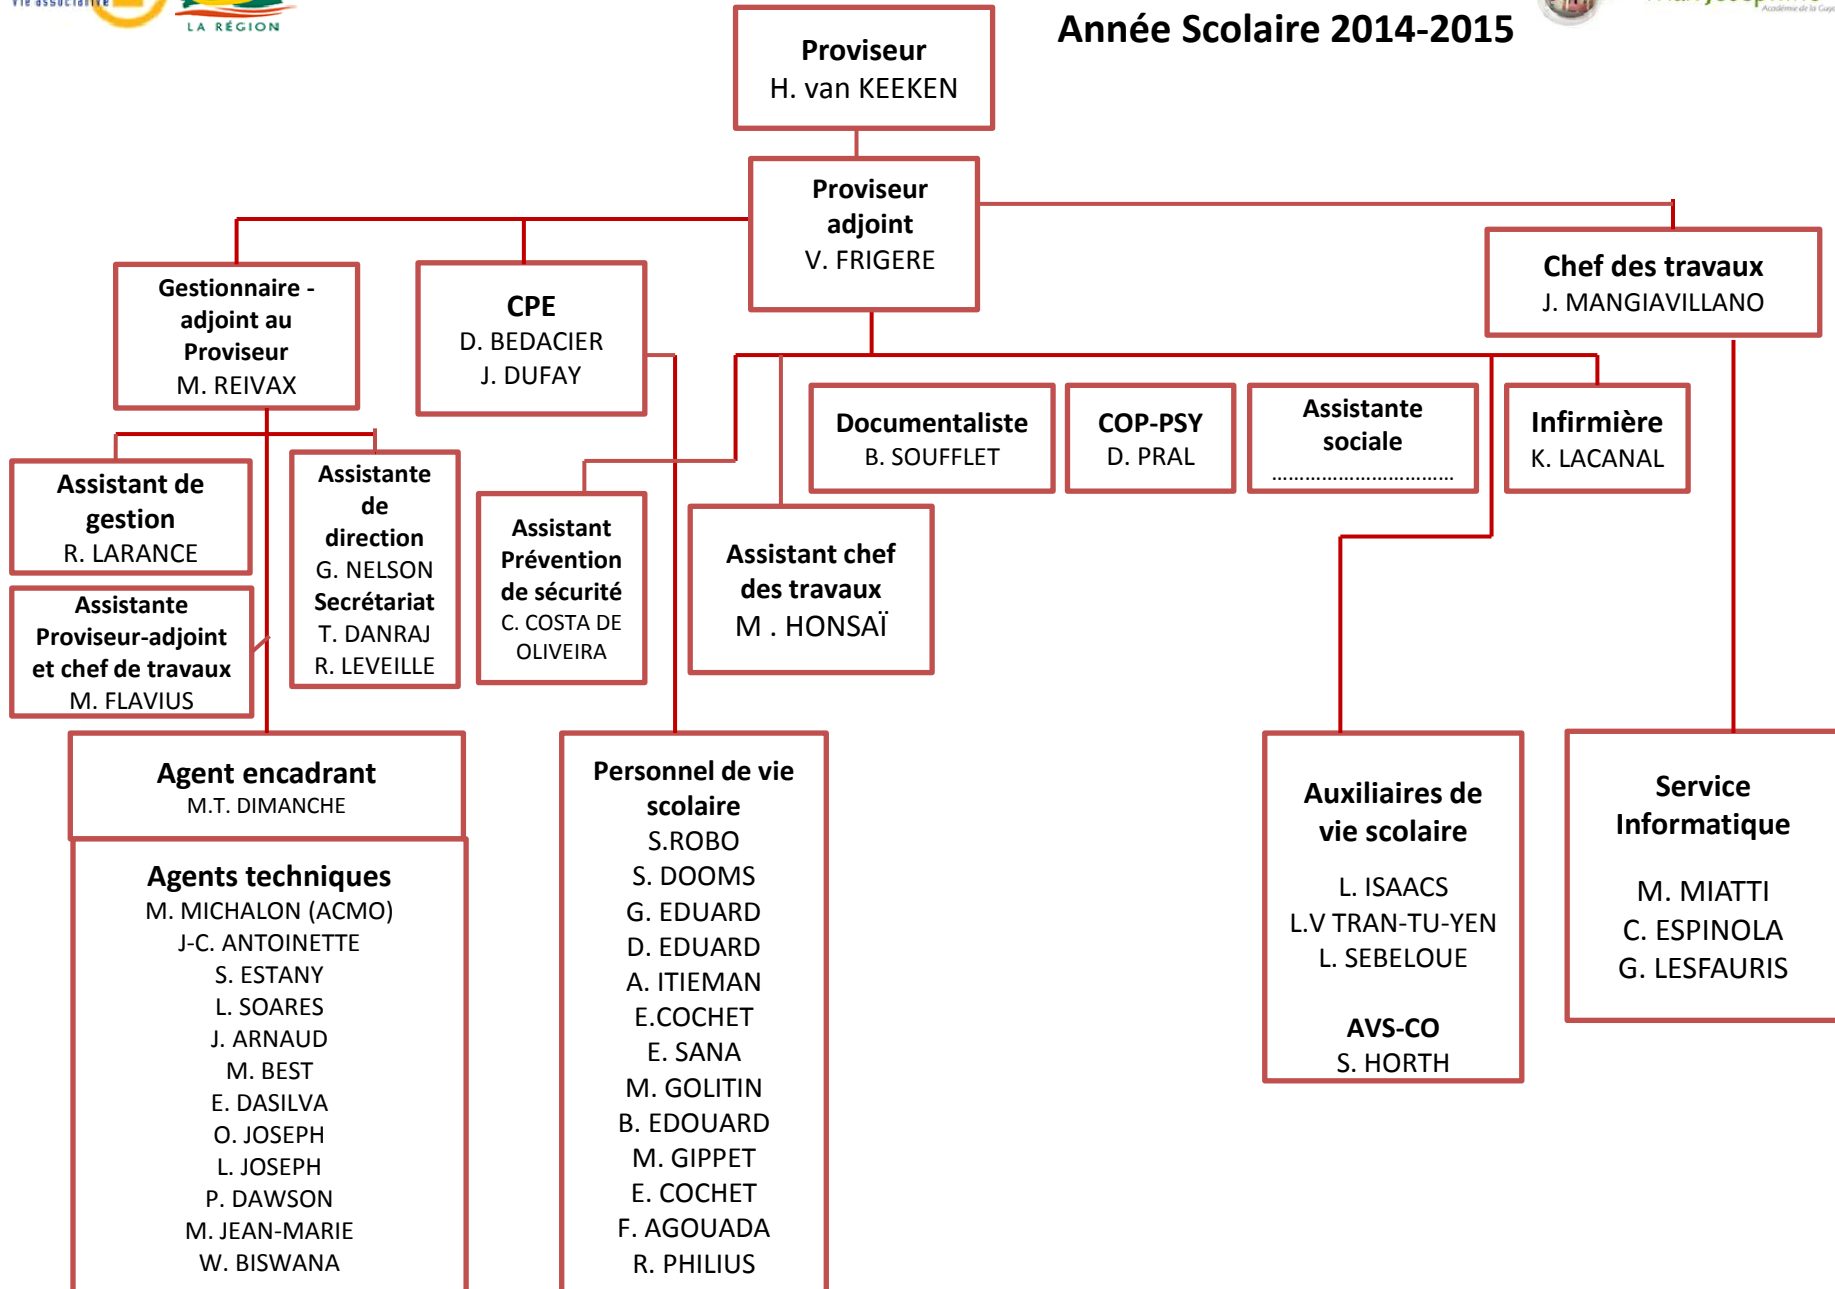 vie associative
LA RÉGION
Année Scolaire 2014-2015
Académie de la
Proviseur
H. van KEEKEN
Proviseur
adjoint
V. FRIGERE
Gestionnaire -
adjoint au
Proviseur
M. REIVAX
CPE
D. BEDACIER
J. DUFAY
Chef des travaux
J. MANGIAVILLANO
Documentaliste
B. SOUFFLET
COP-PSY
D. PRAL
Assistante
sociale
................................
Infirmière
K. LACANAL
Assistant de
gestion
R. LARANCE
Assistante
de
direction
G. NELSON
Secrétariat
T. DANRAJ
R. LEVEILLE
Assistant
Prévention
de sécurité
C. COSTA DE
OLIVEIRA
Assistant chef
des travaux
M . HONSAÏ
Assistante
Proviseur-adjoint
et chef de travaux
M. FLAVIUS
Agent encadrant
M.T. DIMANCHE
Agents techniques
M. MICHALON (ACMO)
J-C. ANTOINETTE
S. ESTANY
L. SOARES
J. ARNAUD
M. BEST
E. DASILVA
O. JOSEPH
L. JOSEPH
P. DAWSON
M. JEAN-MARIE
W. BISWANA
Personnel de vie
scolaire
S.ROBO
S. DOOMS
G. EDUARD
D. EDUARD
A. ITIEMAN
E.COCHET
E. SANA
M. GOLITIN
B. EDOUARD
M. GIPPET
E. COCHET
F. AGOUADA
R. PHILIUS
Auxiliaires de
vie scolaire
L. ISAACS
L.V TRAN-TU-YEN
L. SEBELOUE
AVS-CO
S. HORTH
Service
Informatique
M. MIATTI
C. ESPINOLA
G. LESFAURIS